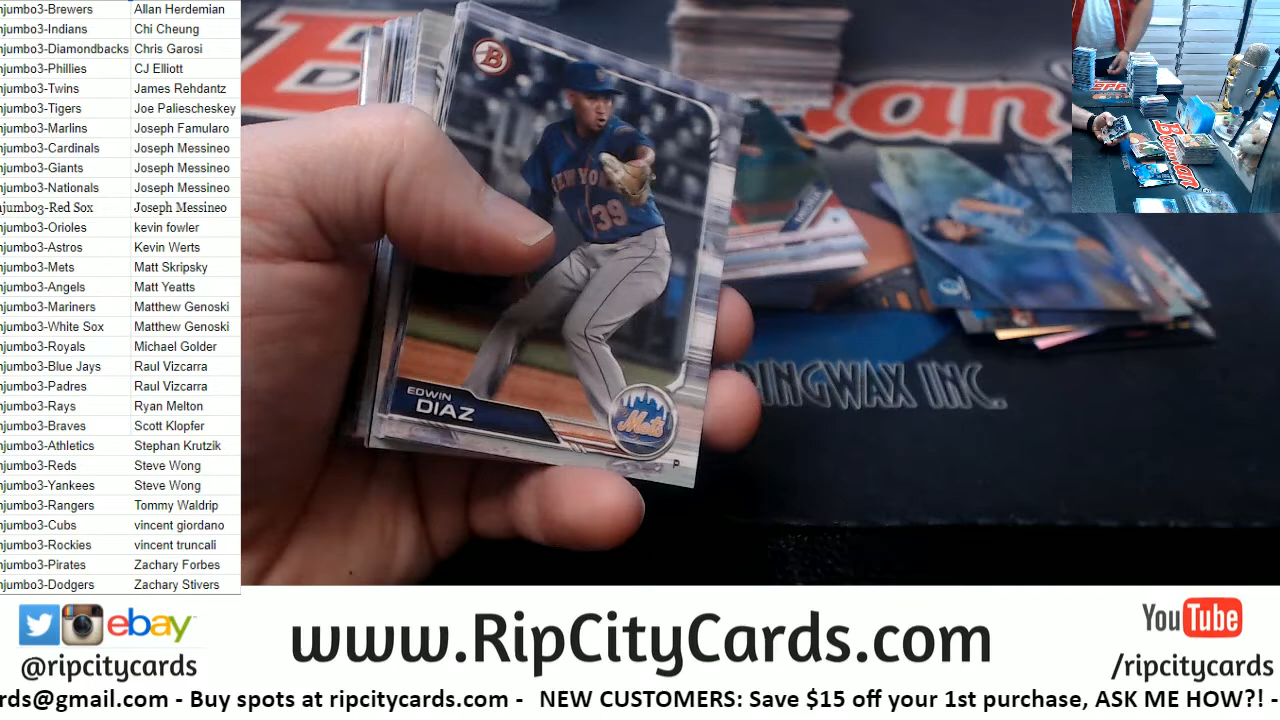 njumbo3-Brewers Allan Herdemian
njumbo3-Indians Chi Cheung
njumbo3-Diamondbacks Chris Garosi
njumbo3-Phillies CJ Elliott
njumbo3-Twins James Rehdantz
njumbo3-Tigers Joe Paliescheskey
njumbo3-Marlins Joseph Famularo
njumbo3-Cardinals Joseph Messineo
njumbo3-Giants Joseph Messineo
njumbo3-Nationals Joseph Messineo
njumbo3-Red Sox Joseph Messineo
njumbo3-Orioles kevin fowler
njumbo3-Astros Kevin Werts
njumbo3-Mets Matt Skripsky
njumbo3-Angels Matt Yeatts
njumbo3-Mariners Matthew Genoski
njumbo3-White Sox Matthew Genoski
njumbo3-Royals Michael Golder
njumbo3-Blue Jays Raul Vizcarra
njumbo3-Padres Raul Vizcarra
njumbo3-Rays Ryan Melton
njumbo3-Braves Scott Klopfer
njumbo3-Athletics Stephan Krutzik
njumbo3-Reds Steve Wong
njumbo3-Yankees Steve Wong
njumbo3-Rangers Tommy Waldrip
njumbo3-Cubs vincent giordano
njumbo3-Rockies vincent truncali
njumbo3-Pirates Zachary Forbes
njumbo3-Dodgers Zachary Stivers
B
NEW YORK
39
EDWIN
DIAZ
Mets
P
Bowman
INGWAX INC.
ebay
@ripcitycards
www.RipCityCards.com
YouTube
/ripcitycards
rds@gmail.com - Buy spots at ripcitycards.com - NEW CUSTOMERS: Save $15 off your 1st purchase, ASK ME HOW?! -